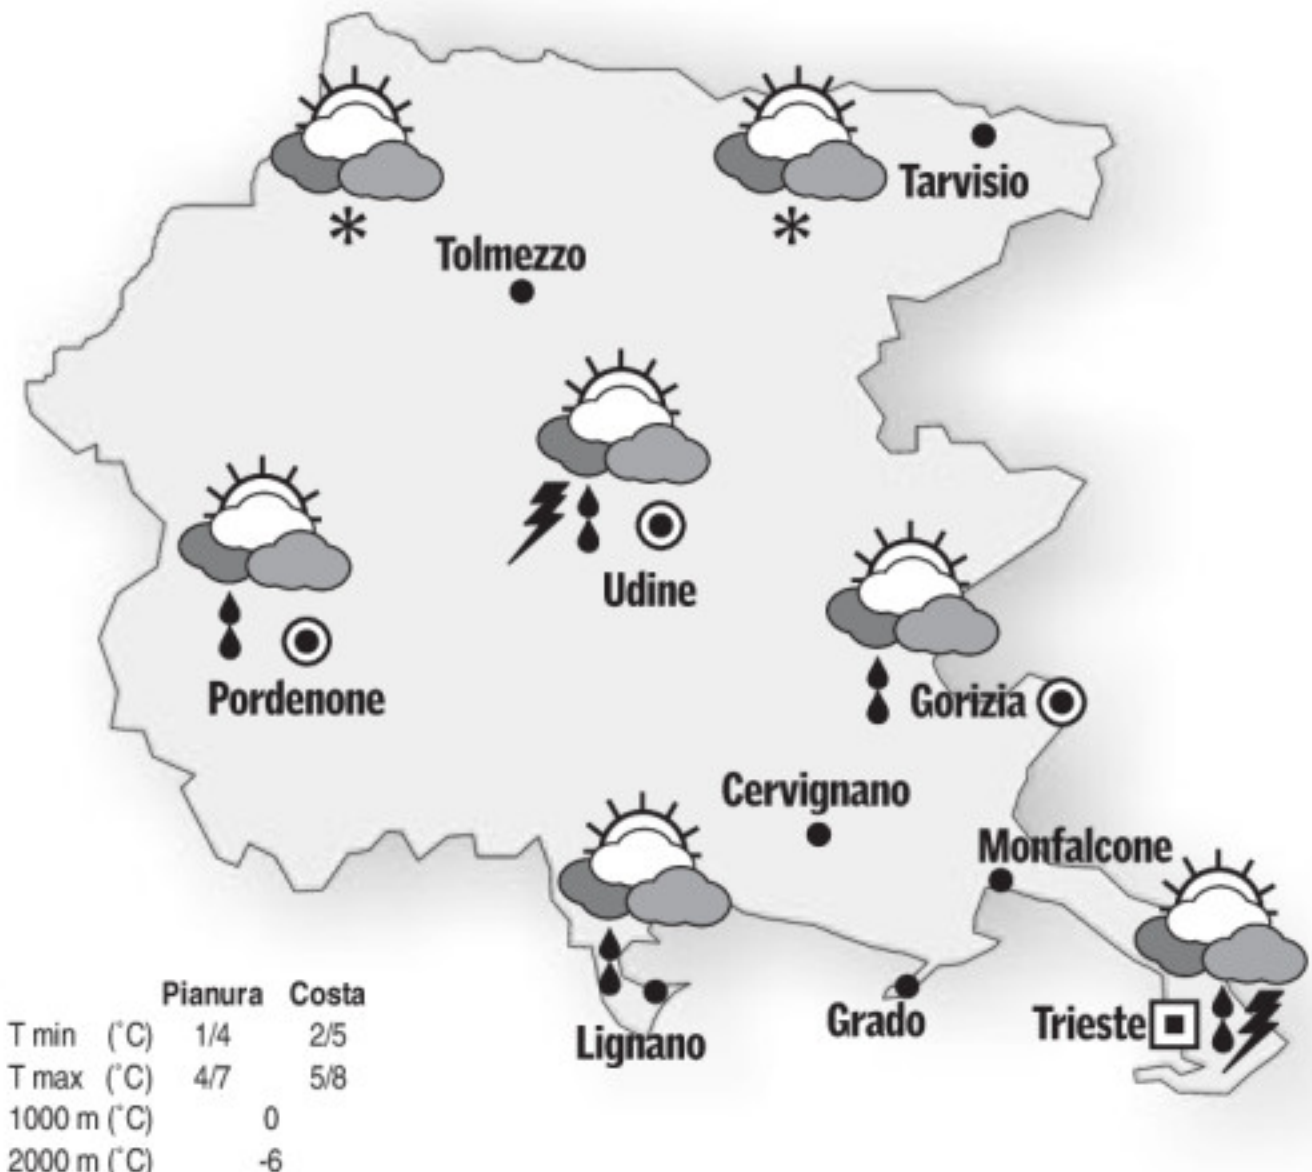 Tarvisio
Tolmezzo
Udine
Pordenone
Gorizia
Cervignano
Monfalcone
Grado
Trieste
Lignano
Pianura Costa
T min (°C) 1/4 2/5
T max (°C) 4/7 5/8
1000 m (°C) 0
2000 m (°C) -6